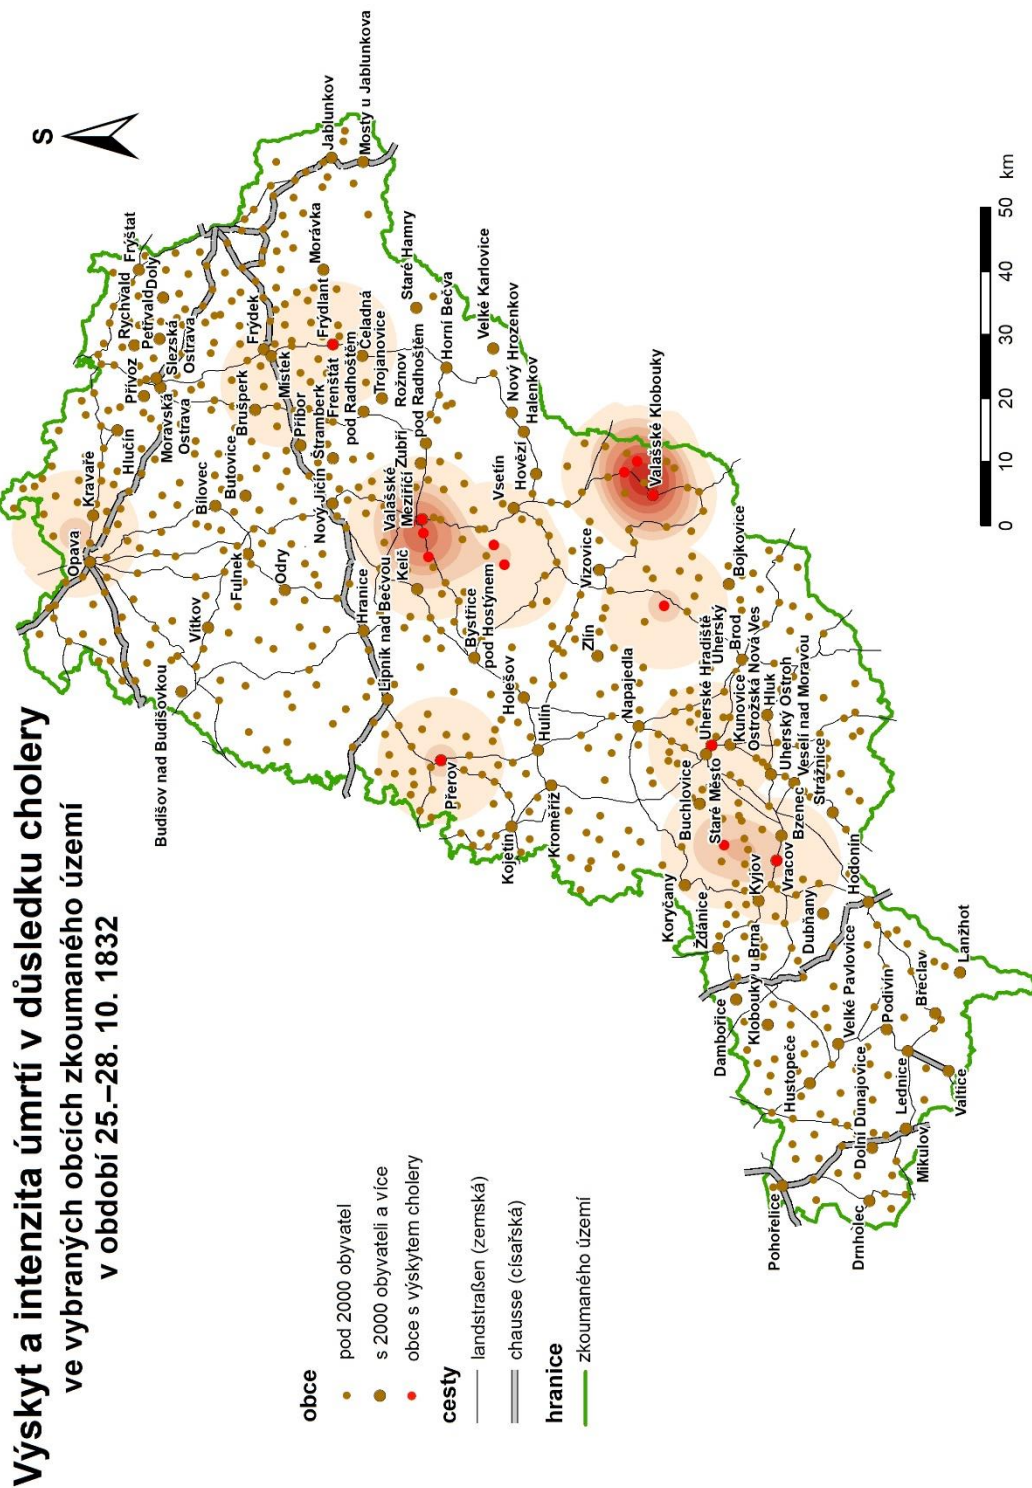 Výskyt a intenzita úmrtí v důsledku cholery
ve vybraných obcích zkoumaného území
v období 25.–28. 10. 1832
S
obce
pod 2000 obyvatel
s 2000 obyvateli a více
obce s výskytem cholery
cesty
landstraßen (zemská)
chausse (císařská)
hranice
zkoumaného území
0 10 20 30 40 50 km
Opava
Kravaře
Hlučín
Přívoz
Rychvald
Petřvald
Doly
Fryštat
Slezská
Ostrava
Moravská
Ostrava
Vítkov
Budišov nad Budišovkou
Bílovec
Butovice
Fulnek
Odry
Brušperk
Frýdek
Místek
Příbor
Štramberk
Nový Jičín
Frenštát
pod Radhoštěm
Frýdlant
Morávka
Čeladná
Trojanovice
Jablunkov
Mosty u Jablunkova
Staré Hamry
Rožnov
pod Radhoštěm
Horní Bečva
Zubří
Valašské
Meziříčí
Kelč
Hranice
Lipník nad Bečvou
Velké Karlovice
Nový Hrozenkov
Halenkov
Hovězí
Vsetín
Bystřice
pod Hostýnem
Holešov
Přerov
Hulín
Kojetín
Kroměříž
Vizovice
Zlín
Napajedla
Valašské Klobouky
Bojkovice
Uherské Hradiště
Uherský
Brod
Kunovice
Ostrožská Nová Ves
Hluk
Uherský Ostroh
Veselí nad Moravou
Strážnice
Buchlovice
Staré Město
Bzenec
Vracov
Kyjov
Koryčany
Ždánice
Dubňany
Hodonín
Dambořice
Klobouky u Brna
Hustopeče
Velké Pavlovice
Podivín
Břeclav
Lanžhot
Lednice
Valtice
Dolní Dunajovice
Mikulov
Pohořelice
Drnholec